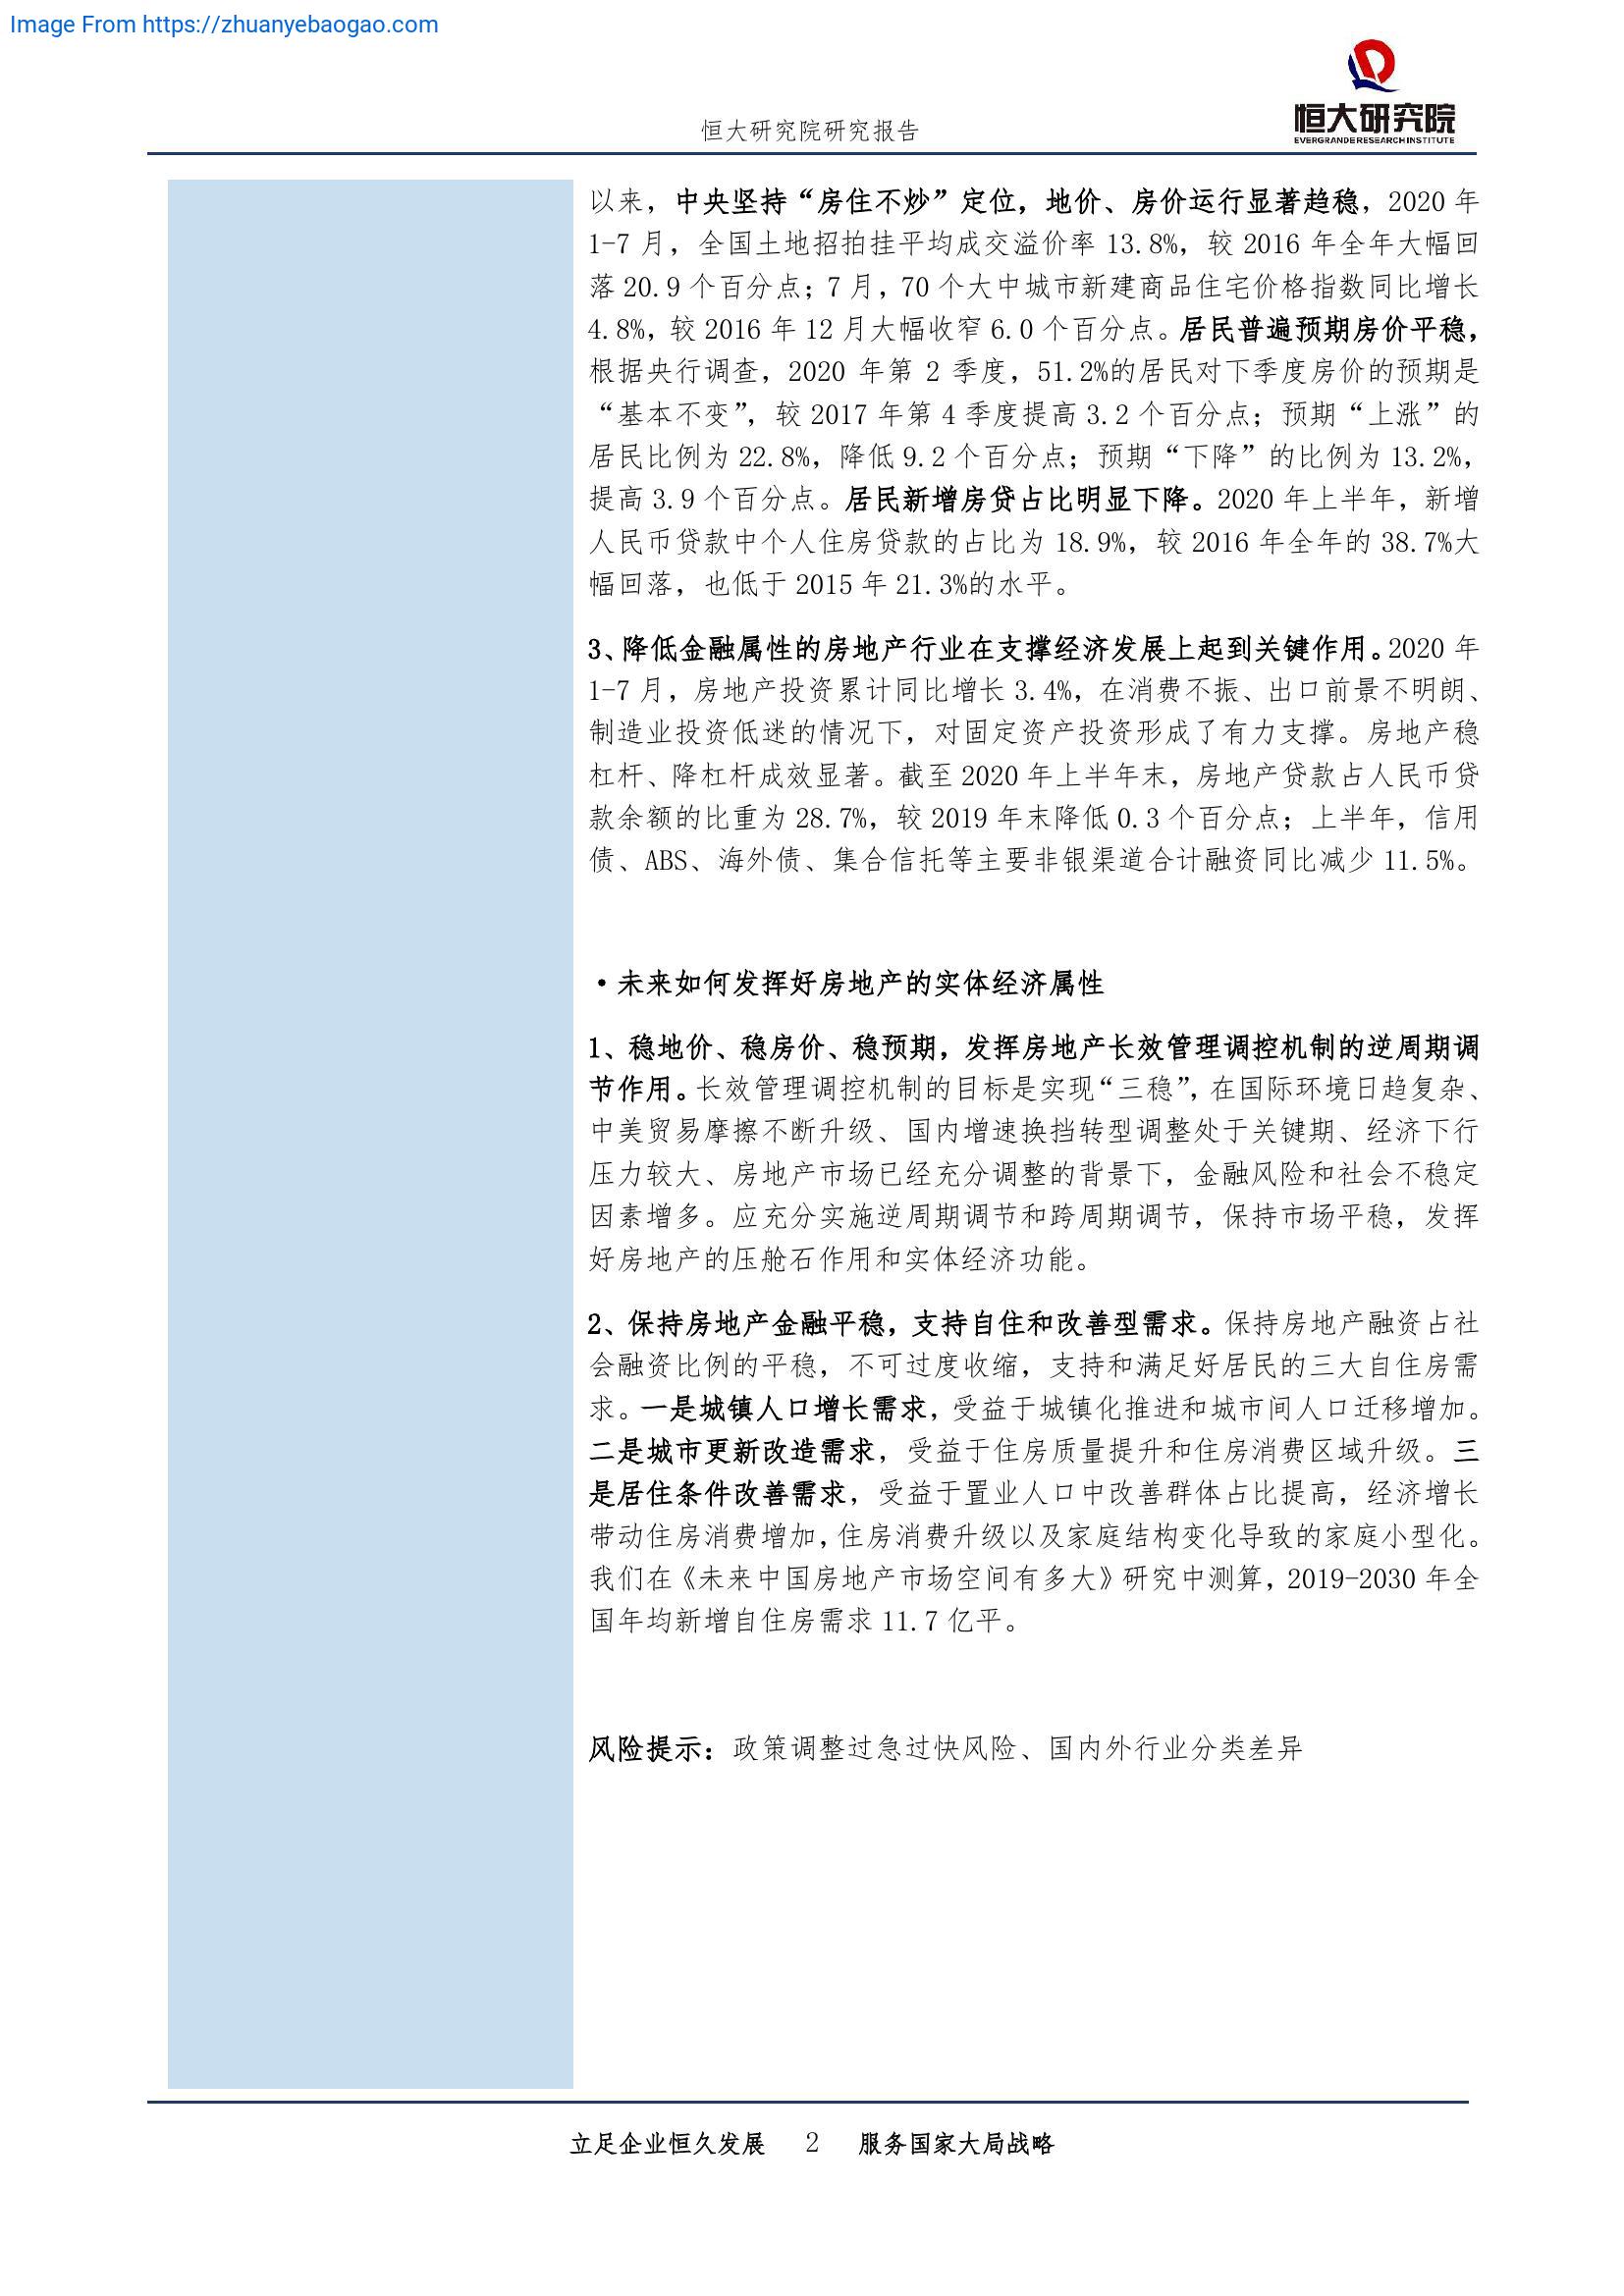 Image From https://zhuanyebaogao.com
恒大研究院
EVERGRANDE RESEARCH INSTITUTE
恒大研究院研究报告
以来，中央坚持“房住不炒”定位，地价、房价运行显著趋稳，2020 年
1-7 月，全国土地招拍挂平均成交溢价率 13.8%，较 2016 年全年大幅回
落 20.9 个百分点；7 月，70 个大中城市新建商品住宅价格指数同比增长
4.8%，较 2016 年 12 月大幅收窄 6.0 个百分点。居民普遍预期房价平稳，
根据央行调查，2020 年第 2 季度，51.2%的居民对下季度房价的预期是
“基本不变”，较 2017 年第 4 季度提高 3.2 个百分点；预期“上涨”的
居民比例为 22.8%，降低 9.2 个百分点；预期“下降”的比例为 13.2%，
提高 3.9 个百分点。居民新增房贷占比明显下降。2020 年上半年，新增
人民币贷款中个人住房贷款的占比为 18.9%，较 2016 年全年的 38.7%大
幅回落，也低于 2015 年 21.3%的水平。
3、降低金融属性的房地产行业在支撑经济发展上起到关键作用。2020 年
1-7 月，房地产投资累计同比增长 3.4%，在消费不振、出口前景不明朗、
制造业投资低迷的情况下，对固定资产投资形成了有力支撑。房地产稳
杠杆、降杠杆成效显著。截至 2020 年上半年末，房地产贷款占人民币贷
款余额的比重为 28.7%，较 2019 年末降低 0.3 个百分点；上半年，信用
债、ABS、海外债、集合信托等主要非银渠道合计融资同比减少 11.5%。
·未来如何发挥好房地产的实体经济属性
1、稳地价、稳房价、稳预期，发挥房地产长效管理调控机制的逆周期调
节作用。长效管理调控机制的目标是实现“三稳”，在国际环境日趋复杂、
中美贸易摩擦不断升级、国内增速换挡转型调整处于关键期、经济下行
压力较大、房地产市场已经充分调整的背景下，金融风险和社会不稳定
因素增多。应充分实施逆周期调节和跨周期调节，保持市场平稳，发挥
好房地产的压舱石作用和实体经济功能。
2、保持房地产金融平稳，支持自住和改善型需求。保持房地产融资占社
会融资比例的平稳，不可过度收缩，支持和满足好居民的三大自住房需
求。一是城镇人口增长需求，受益于城镇化推进和城市间人口迁移增加。
二是城市更新改造需求，受益于住房质量提升和住房消费区域升级。三
是居住条件改善需求，受益于置业人口中改善群体占比提高，经济增长
带动住房消费增加，住房消费升级以及家庭结构变化导致的家庭小型化。
我们在《未来中国房地产市场空间有多大》研究中测算，2019-2030 年全
国年均新增自住房需求 11.7 亿平。
风险提示：政策调整过急过快风险、国内外行业分类差异
立足企业恒久发展 2 服务国家大局战略